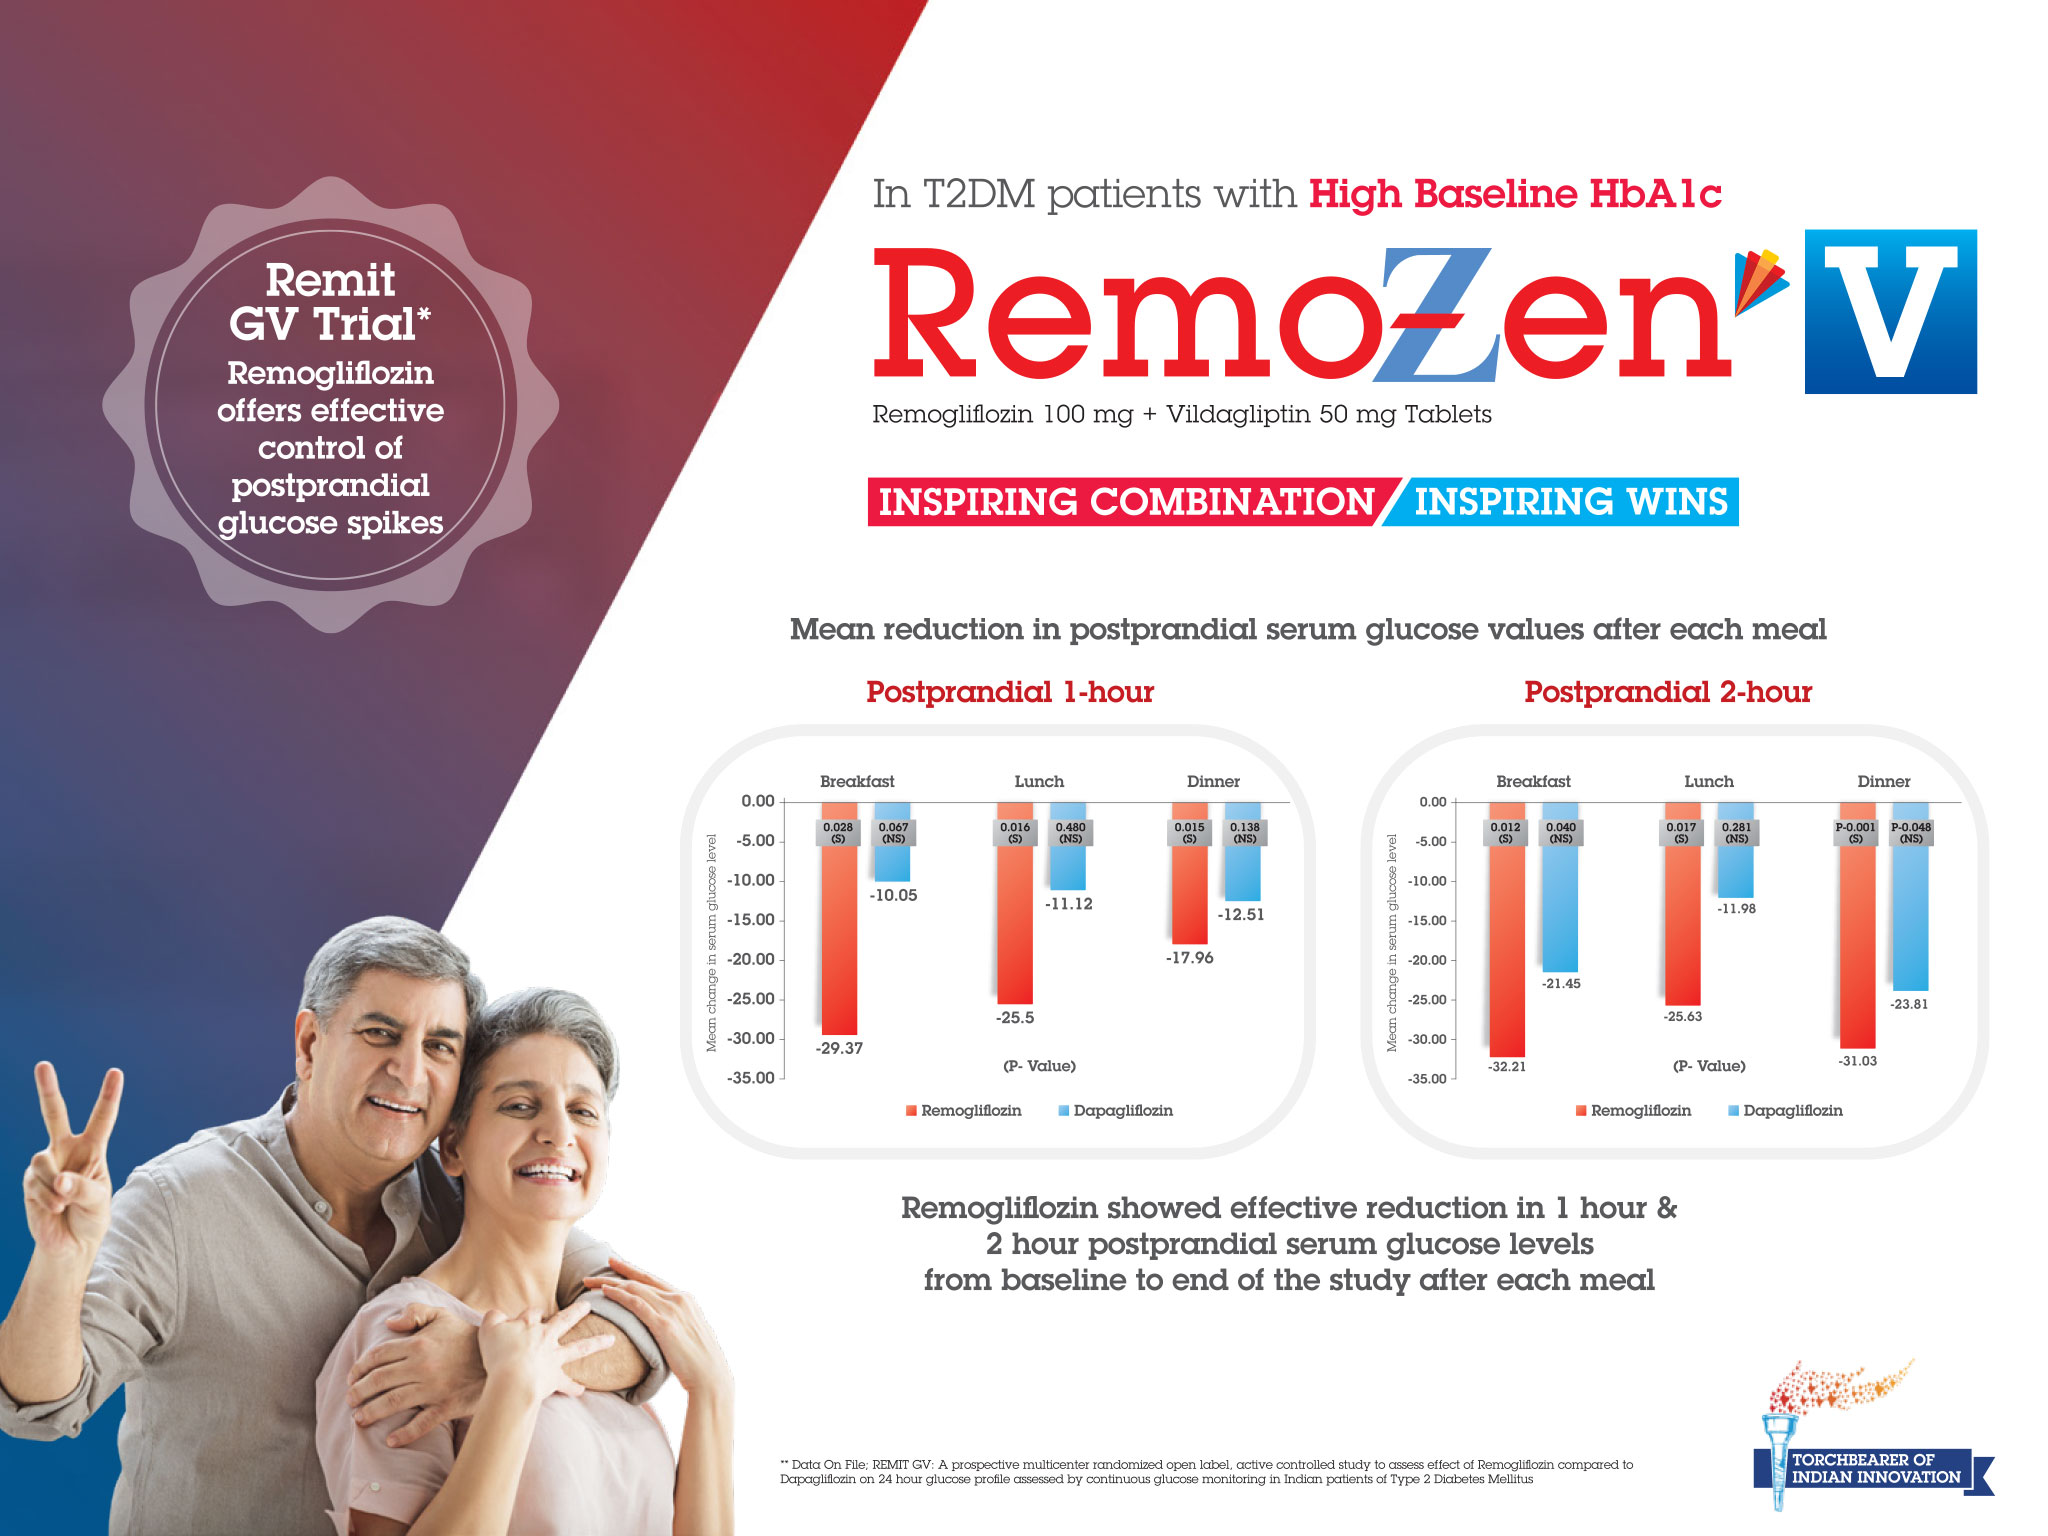 Remit
GV Trial*
Remogliflozin
offers effective
control of
postprandial
glucose spikes
In T2DM patients with High Baseline HbA1c
RemoZen V
Remogliflozin 100 mg + Vildagliptin 50 mg Tablets
INSPIRING COMBINATION INSPIRING WINS
Mean reduction in postprandial serum glucose values after each meal
Postprandial 1-hour
Breakfast Lunch Dinner
Mean change in serum glucose level
0.00
-5.00
-10.00
-15.00
-20.00
-25.00
-30.00
-35.00
0.028 0.067 0.016 0.480 0.015 0.138
(S) (NS) (S) (NS) (S) (NS)
-10.05
-11.12
-12.51
-17.96
-25.5
-29.37
(P- Value)
Remogliflozin Dapagliflozin
Postprandial 2-hour
Breakfast Lunch Dinner
Mean change in serum glucose level
0.00
-5.00
-10.00
-15.00
-20.00
-25.00
-30.00
-35.00
0.012 0.040 0.017 0.281 P-0.001 P-0.048
(S) (NS) (S) (NS) (S) (NS)
-11.98
-21.45
-23.81
-25.63
-31.03
-32.21
(P- Value)
Remogliflozin Dapagliflozin
Remogliflozin showed effective reduction in 1 hour &
2 hour postprandial serum glucose levels
from baseline to end of the study after each meal
** Data On File; REMIT GV: A prospective multicenter randomized open label, active controlled study to assess effect of Remogliflozin compared to
Dapagliflozin on 24 hour glucose profile assessed by continuous glucose monitoring in Indian patients of Type 2 Diabetes Mellitus
TORCHBEARER OF
INDIAN INNOVATION